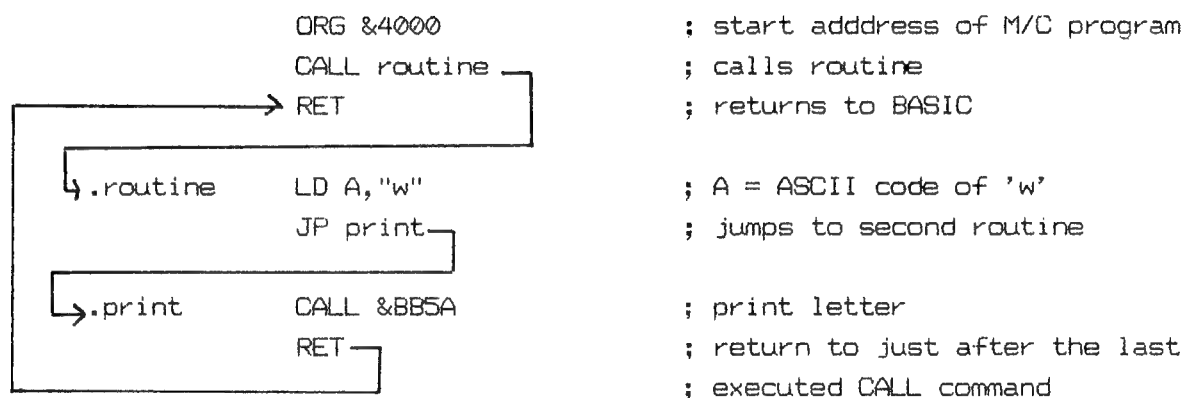 ORG &4000 ; start adddress of M/C program
CALL routine ; calls routine
RET ; returns to BASIC
.routine LD A,"w" ; A = ASCII code of 'w'
JP print ; jumps to second routine
.print CALL &BB5A ; print letter
RET ; return to just after the last
; executed CALL command